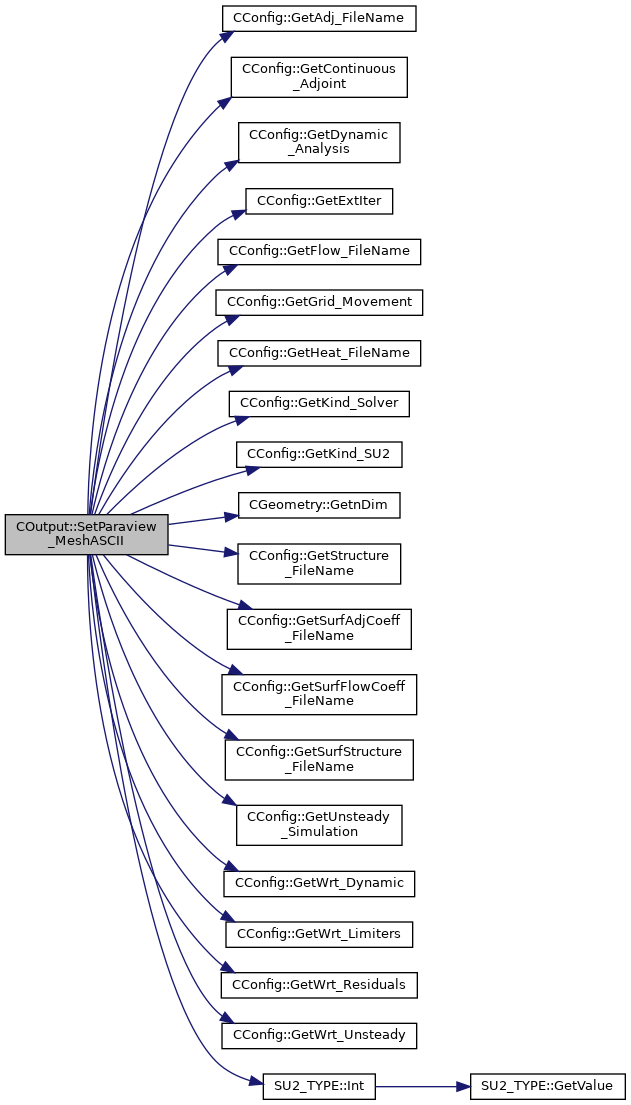 CConfig::GetAdj_FileName
CConfig::GetContinuous
_Adjoint
CConfig::GetDynamic
_Analysis
CConfig::GetExtIter
CConfig::GetFlow_FileName
CConfig::GetGrid_Movement
CConfig::GetHeat_FileName
CConfig::GetKind_Solver
CConfig::GetKind_SU2
CGeometry::GetnDim
COutput::SetParaview
_MeshASCII
CConfig::GetStructure
_FileName
CConfig::GetSurfAdjCoeff
_FileName
CConfig::GetSurfFlowCoeff
_FileName
CConfig::GetSurfStructure
_FileName
CConfig::GetUnsteady
_Simulation
CConfig::GetWrt_Dynamic
CConfig::GetWrt_Limiters
CConfig::GetWrt_Residuals
CConfig::GetWrt_Unsteady
SU2_TYPE::Int
SU2_TYPE::GetValue